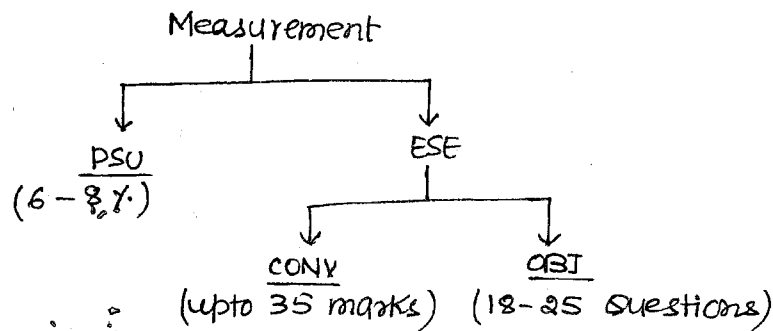 Measurement
PSU
ESE
(6 - 8%)
CONV
OBJ
(upto 35 marks)
(18-25 Questions)